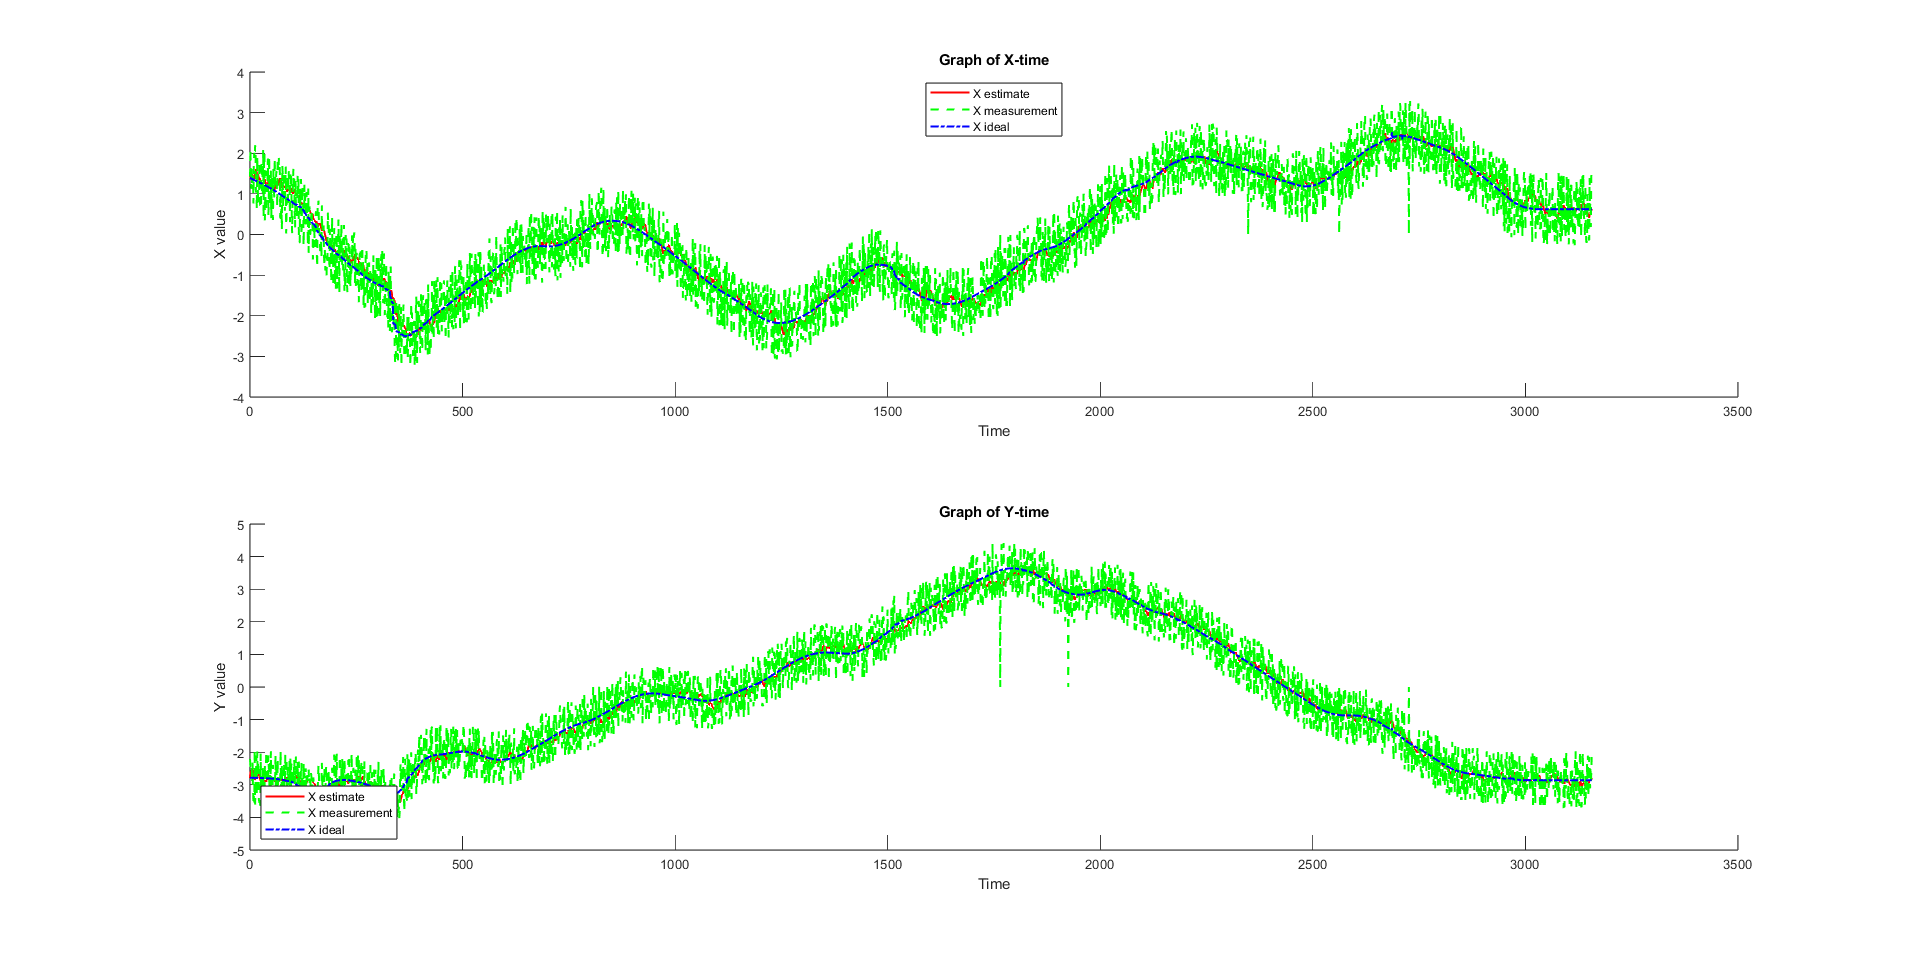 Graph of X-time
X estimate
X measurement
X ideal
4
3
2
1
0
-1
-2
-3
-4
X value
0 500 1000 1500 2000 2500 3000 3500
Time
Graph of Y-time
5
4
3
2
1
0
-1
-2
-3
-4
-5
Y value
X estimate
X measurement
X ideal
0 500 1000 1500 2000 2500 3000 3500
Time